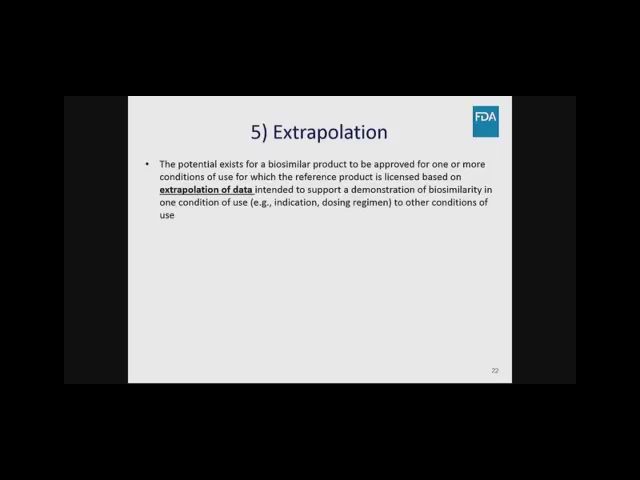 FDA
5) Extrapolation
• The potential exists for a biosimilar product to be approved for one or more
conditions of use for which the reference product is licensed based on
extrapolation of data intended to support a demonstration of biosimilarity in
one condition of use (e.g., indication, dosing regimen) to other conditions of
use
22